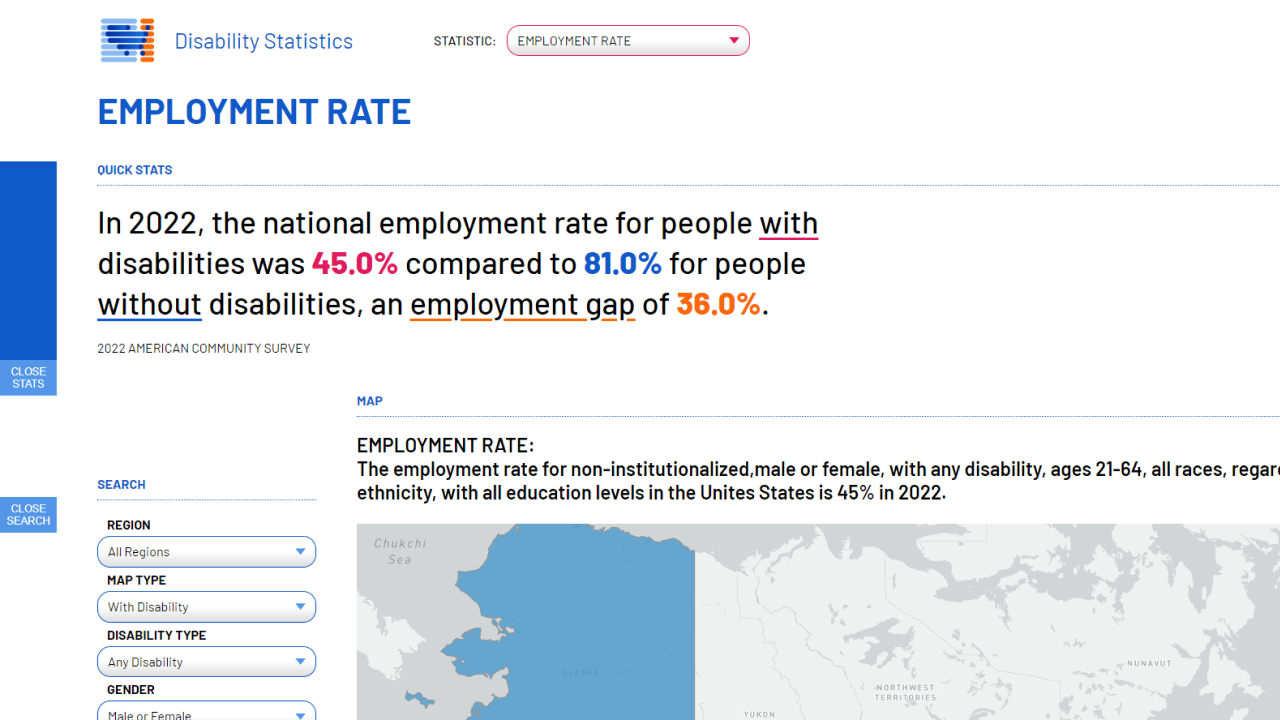 Disability Statistics
STATISTIC:
EMPLOYMENT RATE
EMPLOYMENT RATE
QUICK STATS
In 2022, the national employment rate for people with
disabilities was 45.0% compared to 81.0% for people
without disabilities, an employment gap of 36.0%.
2022 AMERICAN COMMUNITY SURVEY
CLOSE
STATS
MAP
EMPLOYMENT RATE:
The employment rate for non-institutionalized,male or female, with any disability, ages 21-64, all races, regar
ethnicity, with all education levels in the Unites States is 45% in 2022.
SEARCH
CLOSE
SEARCH
REGION
All Regions
MAP TYPE
With Disability
DISABILITY TYPE
Any Disability
GENDER
Male or Female
Chukchi
Sea
ALASKA
YUKON
NORTHWEST
TERRITORIES
NUNAVUT